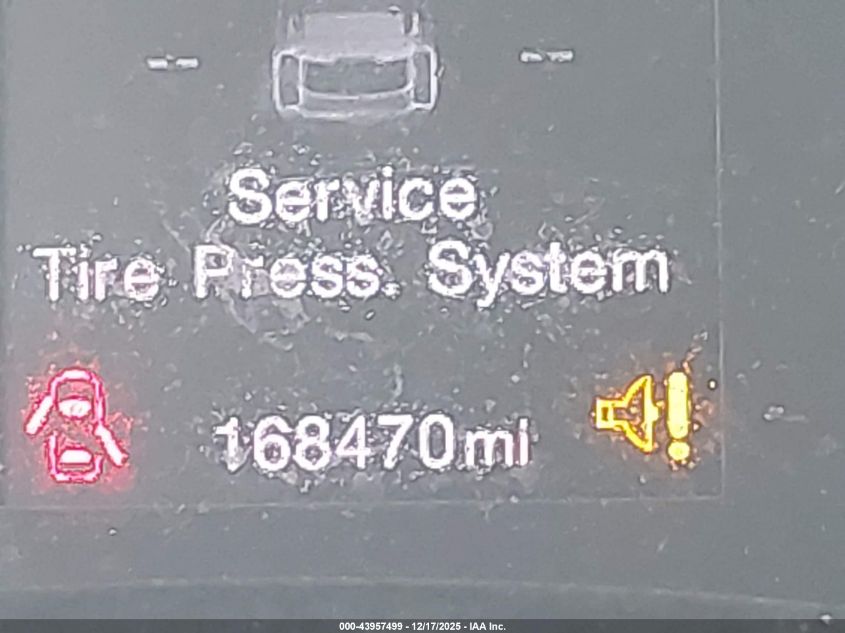 -- --
Service
Tire Press. System
168470mi
000-43957499 - 12/17/2025 - IAA Inc.